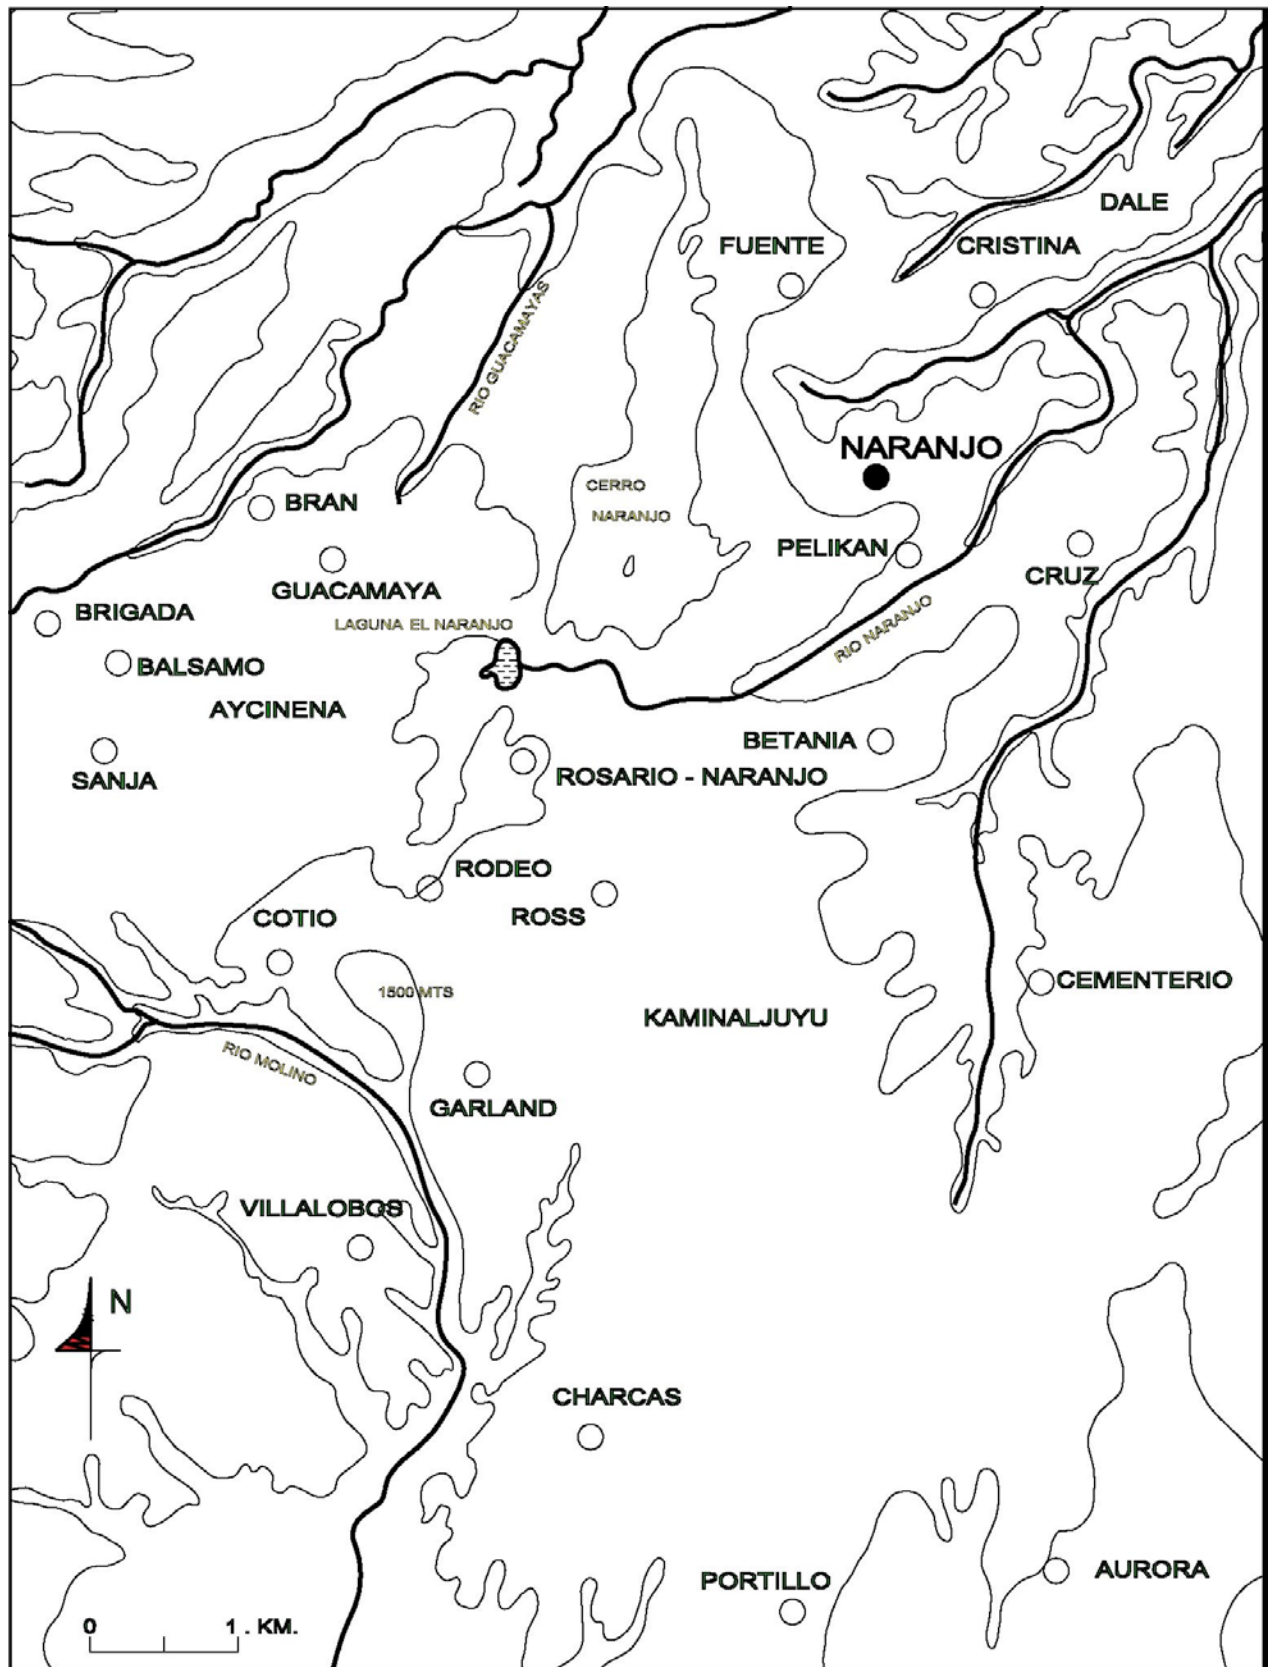 DALE
FUENTE
CRISTINA
RIO GUACAMAYAS
NARANJO
CERRO
NARANJO
BRAN
PELIKAN
CRUZ
GUACAMAYA
BRIGADA
LAGUNA EL NARANJO
RIO NARANJO
BALSAMO
AYCINENA
BETANIA
SANJA
ROSARIO - NARANJO
RODEO
COTIO
ROSS
CEMENTERIO
1500 MTS
KAMINALJUYU
RIO MOLINO
GARLAND
VILLALOBOS
N
CHARCAS
AURORA
PORTILLO
0 1 . KM.